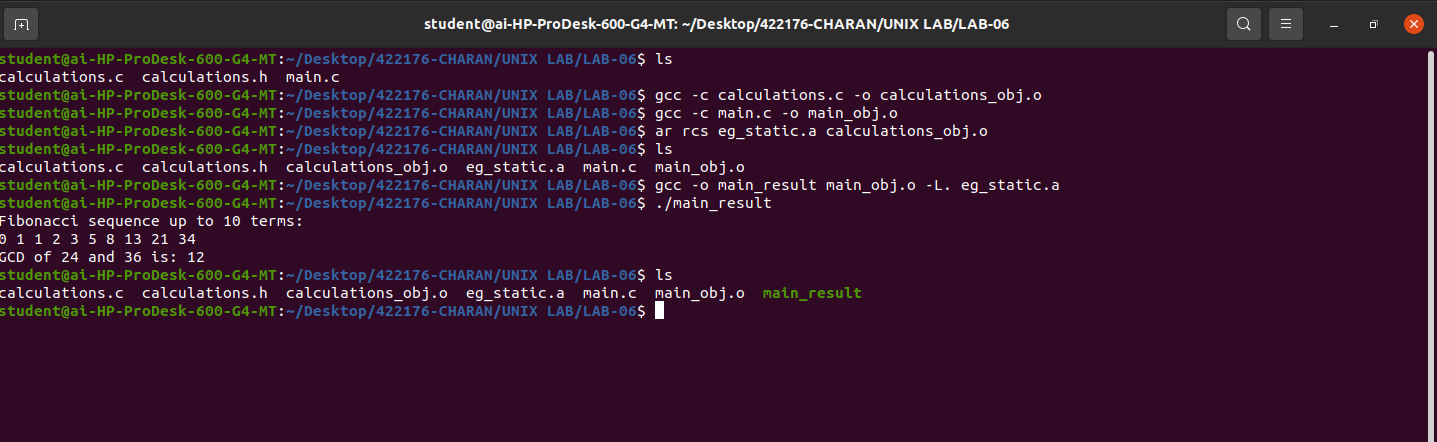 student@ai-HP-ProDesk-600-G4-MT: ~/Desktop/422176-CHARAN/UNIX LAB/LAB-06
student@ai-HP-ProDesk-600-G4-MT:~/Desktop/422176-CHARAN/UNIX LAB/LAB-06$ ls
calculations.c  calculations.h  main.c
student@ai-HP-ProDesk-600-G4-MT:~/Desktop/422176-CHARAN/UNIX LAB/LAB-06$ gcc -c calculations.c -o calculations_obj.o
student@ai-HP-ProDesk-600-G4-MT:~/Desktop/422176-CHARAN/UNIX LAB/LAB-06$ gcc -c main.c -o main_obj.o
student@ai-HP-ProDesk-600-G4-MT:~/Desktop/422176-CHARAN/UNIX LAB/LAB-06$ ar rcs eg_static.a calculations_obj.o
student@ai-HP-ProDesk-600-G4-MT:~/Desktop/422176-CHARAN/UNIX LAB/LAB-06$ ls
calculations.c  calculations.h  calculations_obj.o  eg_static.a  main.c  main_obj.o
student@ai-HP-ProDesk-600-G4-MT:~/Desktop/422176-CHARAN/UNIX LAB/LAB-06$ gcc -o main_result main_obj.o -L. eg_static.a
student@ai-HP-ProDesk-600-G4-MT:~/Desktop/422176-CHARAN/UNIX LAB/LAB-06$ ./main_result
Fibonacci sequence up to 10 terms:
0 1 1 2 3 5 8 13 21 34
GCD of 24 and 36 is: 12
student@ai-HP-ProDesk-600-G4-MT:~/Desktop/422176-CHARAN/UNIX LAB/LAB-06$ ls
calculations.c  calculations.h  calculations_obj.o  eg_static.a  main.c  main_obj.o  main_result
student@ai-HP-ProDesk-600-G4-MT:~/Desktop/422176-CHARAN/UNIX LAB/LAB-06$